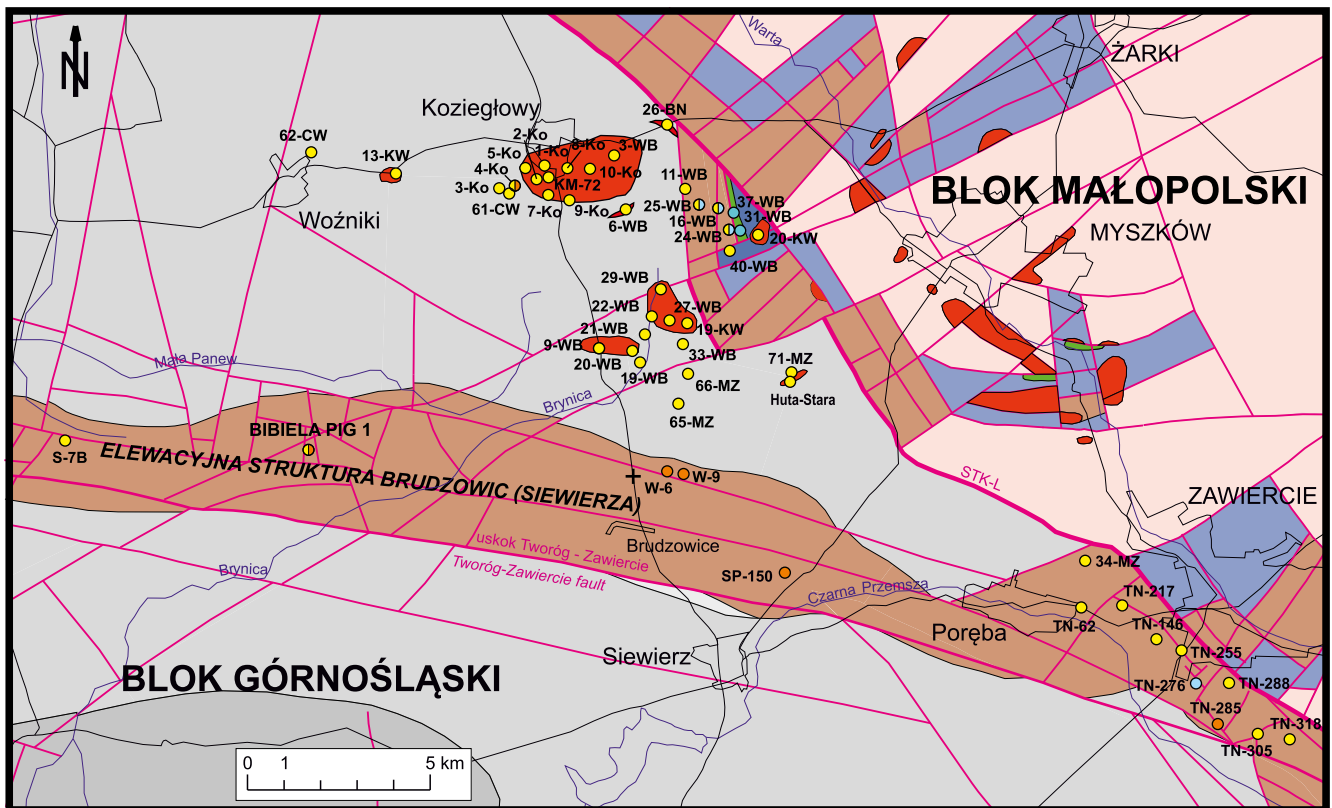 N
Warta
ŻARKI
Koziegłowy
26-BN
62-CW
2-Ko
1-Ko
8-Ko
3-WB
5-Ko
13-KW
4-Ko
10-Ko
3-Ko
KM-72
11-WB
BLOK MAŁOPOLSKI
61-CW
7-Ko
9-Ko
25-WB
37-WB
Woźniki
6-WB
16-WB
31-WB
24-WB
20-KW
MYSZKÓW
40-WB
29-WB
22-WB
27-WB
21-WB
19-KW
9-WB
33-WB
Mała Panew
20-WB
19-WB
71-MZ
66-MZ
Huta-Stara
Brynica
65-MZ
BIBIELA PIG 1
S-7B
ELEWACYJNA STRUKTURA BRUDZOWIC (SIEWIERZA)
W-6
W-9
STK-L
ZAWIERCIE
uskok Tworóg - Zawiercie
Brudzowice
Tworóg-Zawiercie fault
Brynica
SP-150
34-MZ
Czarna Przemsza
TN-217
TN-62
TN-146
Poręba
TN-255
Siewierz
BLOK GÓRNOŚLĄSKI
TN-276
TN-288
TN-285
TN-318
TN-305
0 1 5 km